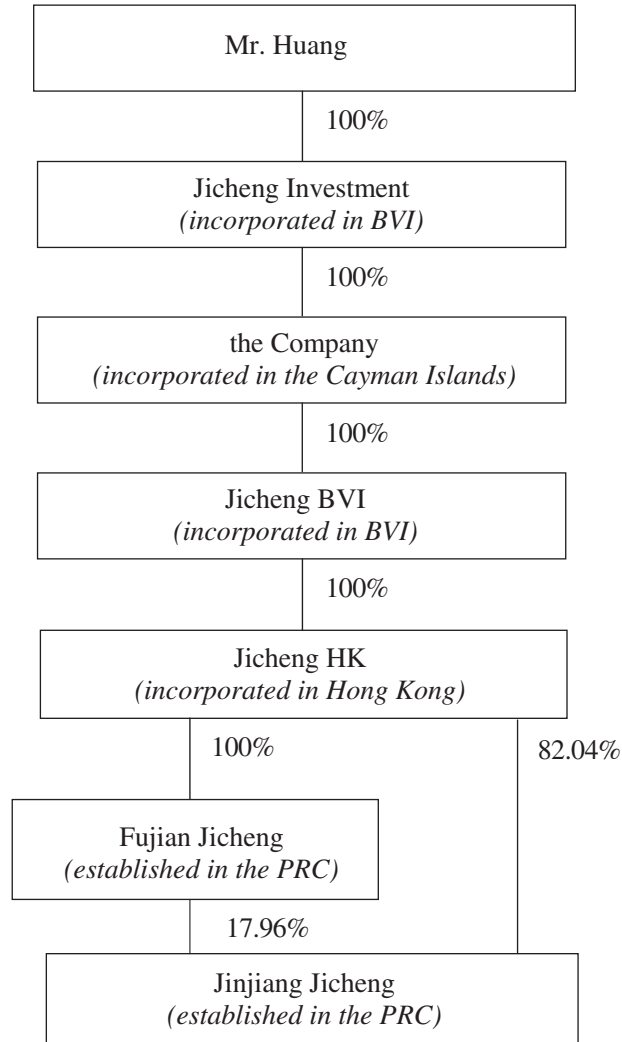 Mr. Huang
100%
Jicheng Investment
(incorporated in BVI)
100%
the Company
(incorporated in the Cayman Islands)
100%
Jicheng BVI
(incorporated in BVI)
100%
Jicheng HK
(incorporated in Hong Kong)
100%
82.04%
Fujian Jicheng
(established in the PRC)
17.96%
Jinjiang Jicheng
(established in the PRC)